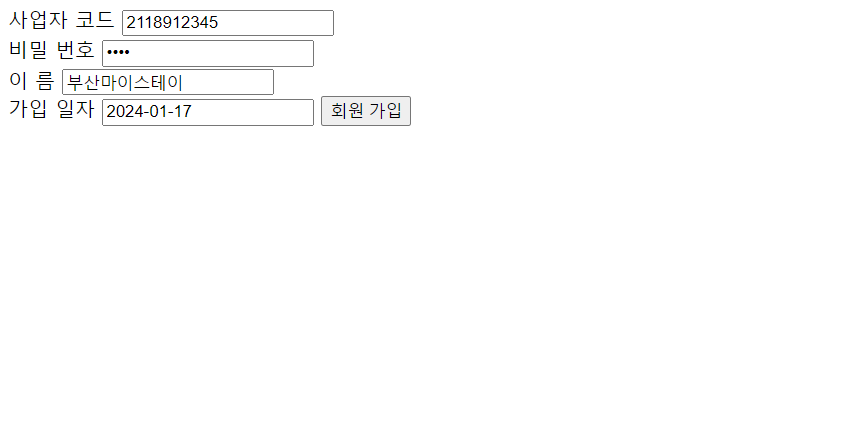 사업자 코드 2118912345
비밀 번호 ••••
이 름 부산마이스테이
가입 일자 2024-01-17 회원 가입